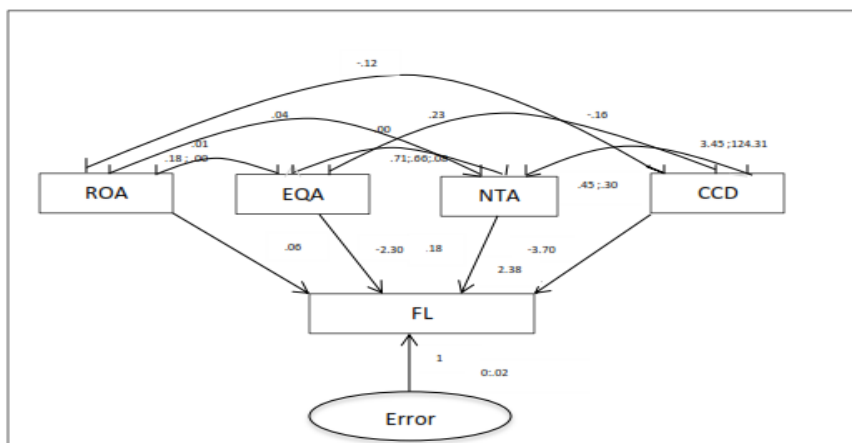 -.12
.04 .23 -.16
.00
.01 3.45 ;124.31
.18 ; .00 .71;.66;.08
.45 ;.30
ROA EQA NTA CCD
.06 -2.30 .18 -3.70
2.38
FL
1
0:.02
Error